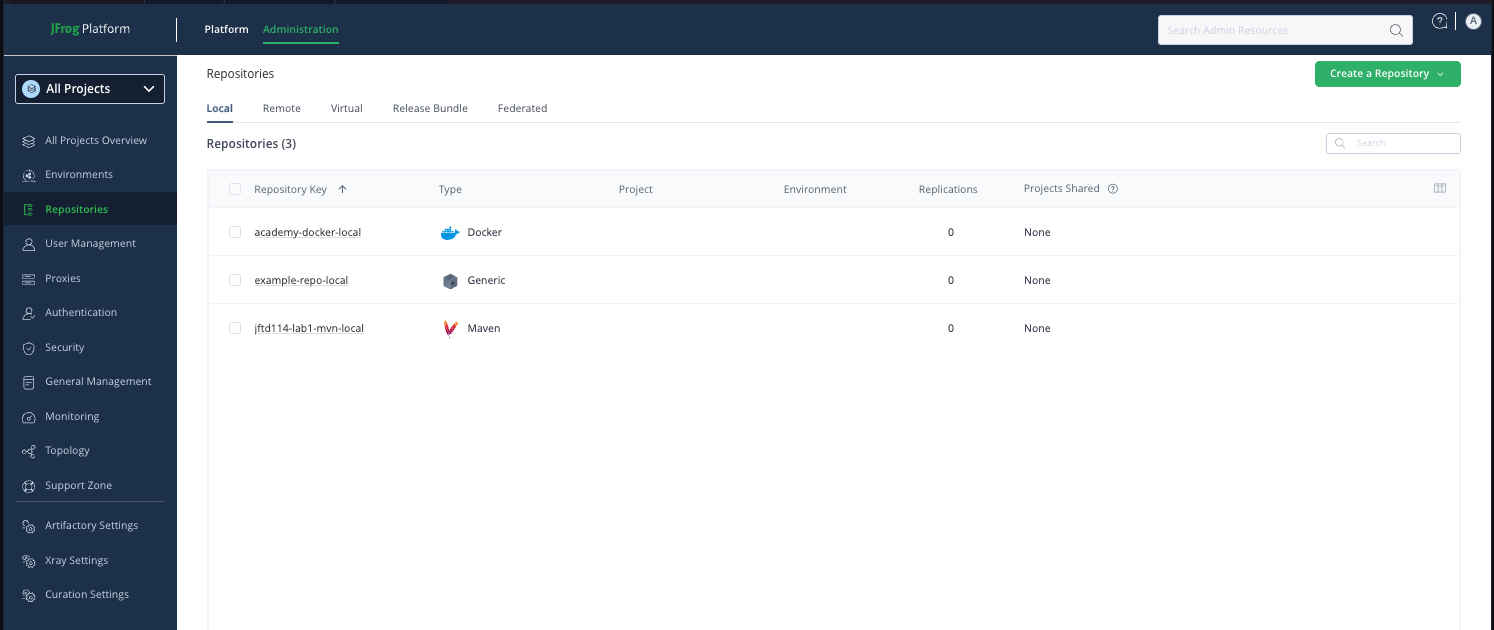 JFrog Platform
Platform Administration
Search Admin Resources
A
All Projects
All Projects Overview
Environments
Repositories
User Management
Proxies
Authentication
Security
General Management
Monitoring
Topology
Support Zone
Artifactory Settings
Xray Settings
Curation Settings
Repositories
Create a Repository
Local Remote Virtual Release Bundle Federated
Repositories (3)
Search
Repository Key Type Project Environment Replications Projects Shared ?
academy-docker-local Docker 0 None
example-repo-local Generic 0 None
jftd114-lab1-mvn-local Maven 0 None